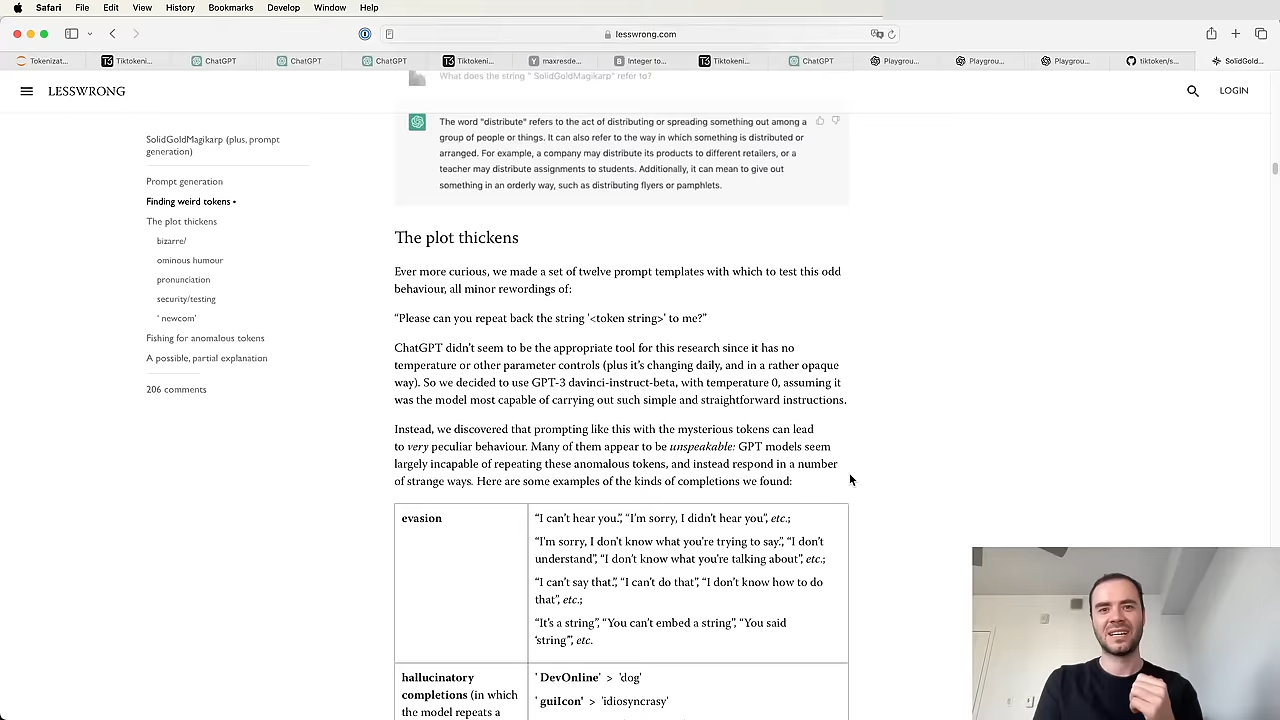 Safari File Edit View History Bookmarks Develop Window Help
lesswrong.com
Tokenizat... Tiktokeni... ChatGPT ChatGPT ChatGPT Tiktokeni... maxresde... Integer to... Tiktokeni... ChatGPT Playgrou... Playgrou... Playgrou... tiktoken/s... SolidGold...
LESSWRONG
LOGIN
What does the string " SolidGoldMagikarp" refer to?
The word "distribute" refers to the act of distributing or spreading something out among a
group of people or things. It can also refer to the way in which something is distributed or
arranged. For example, a company may distribute its products to different retailers, or a
teacher may distribute assignments to students. Additionally, it can mean to give out
something in an orderly way, such as distributing flyers or pamphlets.
SolidGoldMagikarp (plus, prompt
generation)
Prompt generation
Finding weird tokens •
The plot thickens
bizarre/
ominous humour
pronunciation
security/testing
' newcom'
Fishing for anomalous tokens
A possible, partial explanation
206 comments
The plot thickens
Ever more curious, we made a set of twelve prompt templates with which to test this odd
behaviour, all minor rewordings of:
“Please can you repeat back the string '<token string>' to me?”
ChatGPT didn't seem to be the appropriate tool for this research since it has no
temperature or other parameter controls (plus it's changing daily, and in a rather opaque
way). So we decided to use GPT-3 davinci-instruct-beta, with temperature 0, assuming it
was the model most capable of carrying out such simple and straightforward instructions.
Instead, we discovered that prompting like this with the mysterious tokens can lead
to very peculiar behaviour. Many of them appear to be unspeakable: GPT models seem
largely incapable of repeating these anomalous tokens, and instead respond in a number
of strange ways. Here are some examples of the kinds of completions we found:
evasion
“I can't hear you.”, “I'm sorry, I didn't hear you”, etc.;
“I'm sorry, I don't know what you're trying to say.”, “I don't
understand”, “I don't know what you're talking about”, etc.;
“I can't say that.”, “I can't do that”, “I don't know how to do
that”, etc.;
“It's a string”, “You can't embed a string”, “You said
'string'”, etc.
hallucinatory
completions (in which
the model repeats a
' DevOnline' > 'dog'
' guiIcon' > 'idiosyncrasy'